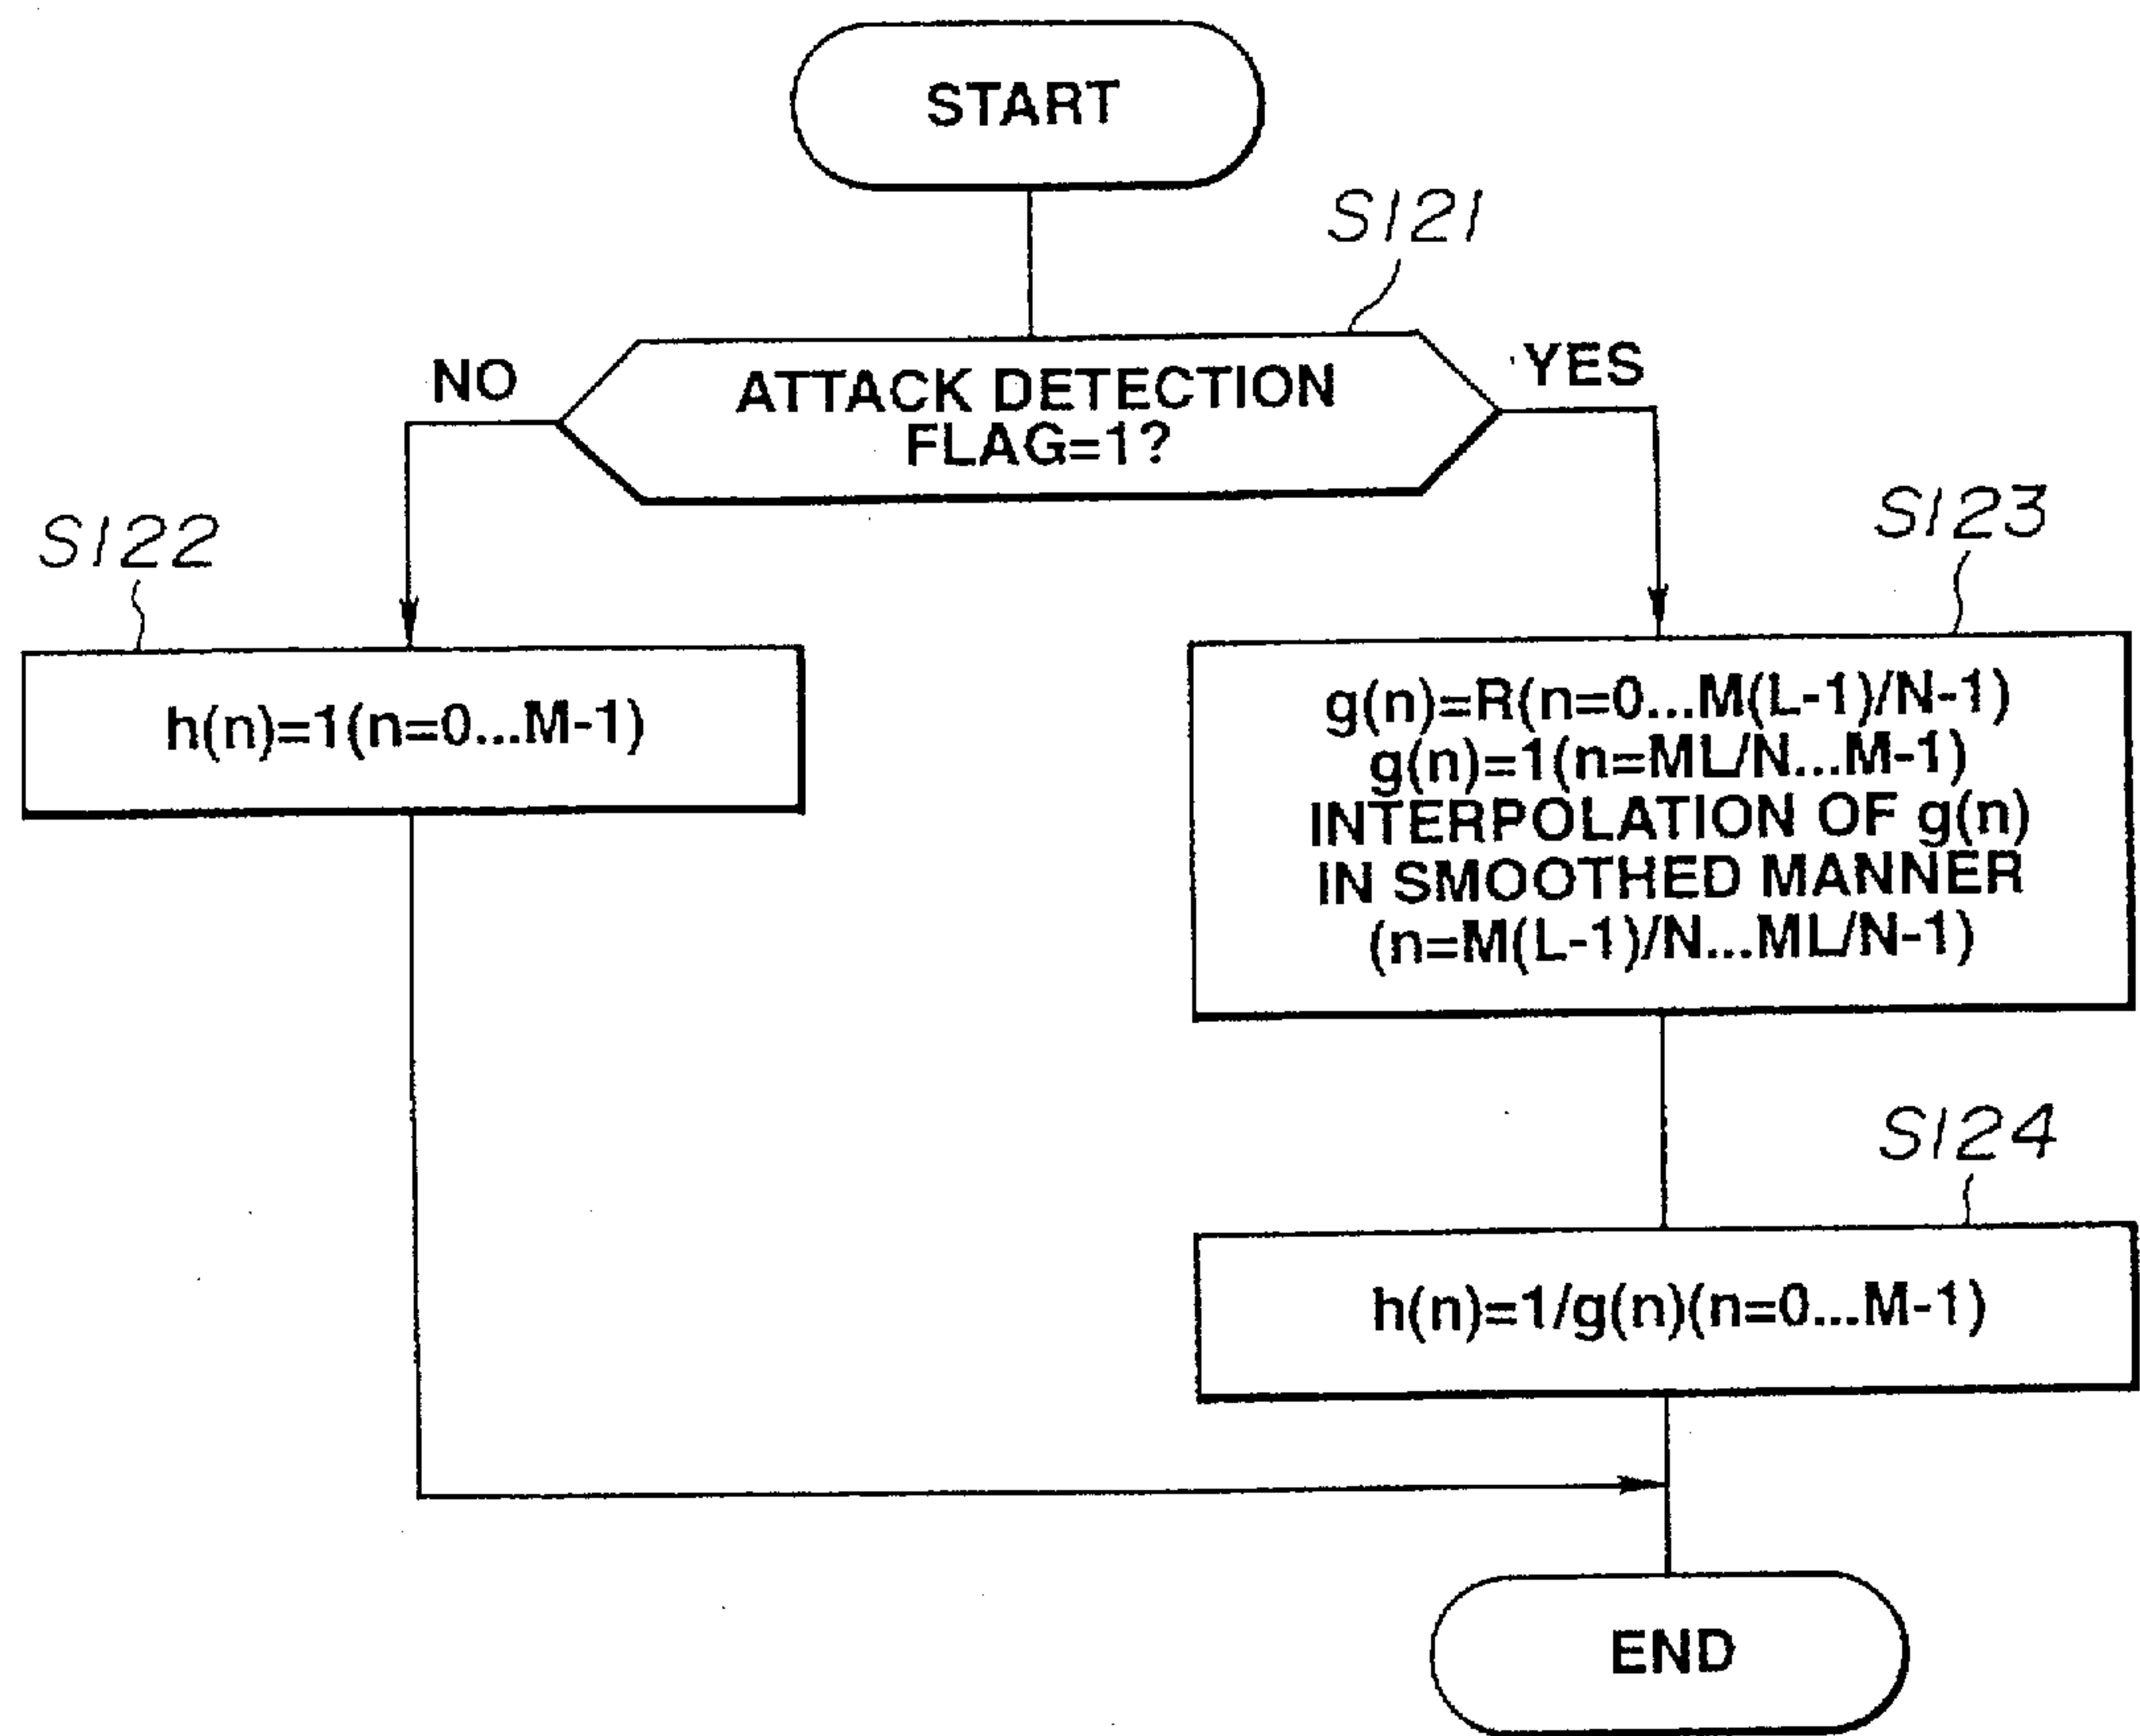 START
S121
NO
YES
ATTACK DETECTION
FLAG=1?
S122
S123
h(n)=1(n=0...M-1)
g(n)=R(n=0...M(L-1)/N-1)
g(n)=1(n=ML/N...M-1)
INTERPOLATION OF g(n)
IN SMOOTHED MANNER
(n=M(L-1)/N...ML/N-1)
S124
h(n)=1/g(n)(n=0...M-1)
END